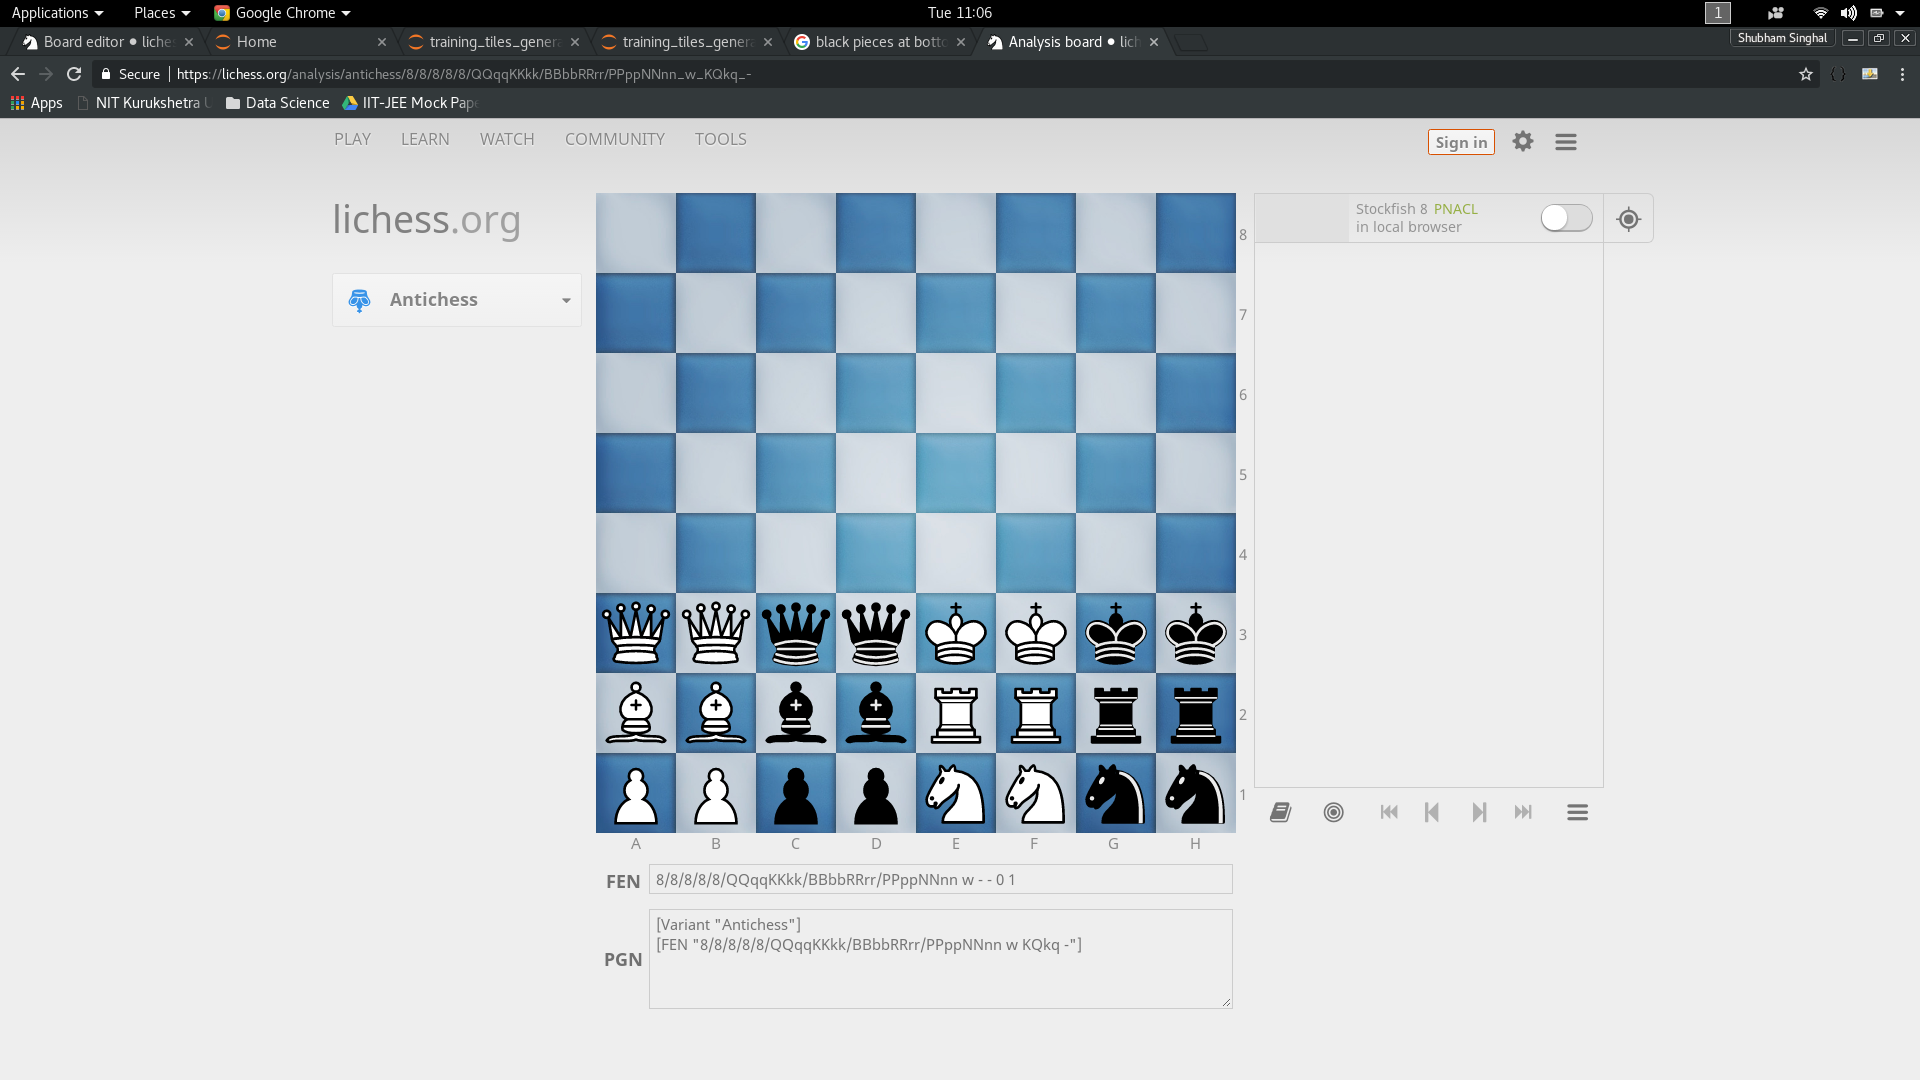 Applications Places Google Chrome Tue 11:06 1
Board editor • liches Home training_tiles_genera training_tiles_genera black pieces at botto Analysis board • lich Shubham Singhal
Secure https://lichess.org/analysis/antichess/8/8/8/8/8/QQqqKKkk/BBbbRRrr/PPppNNnn_w_KQkq_-
Apps NIT Kurukshetra U Data Science IIT-JEE Mock Pape
PLAY LEARN WATCH COMMUNITY TOOLS Sign in
lichess.org
Stockfish 8 PNACL
in local browser
Antichess
8
7
6
5
4
3
2
1
A B C D E F G H
FEN 8/8/8/8/8/QQqqKKkk/BBbbRRrr/PPppNNnn w - - 0 1
[Variant "Antichess"]
[FEN "8/8/8/8/8/QQqqKKkk/BBbbRRrr/PPppNNnn w KQkq -"]
PGN